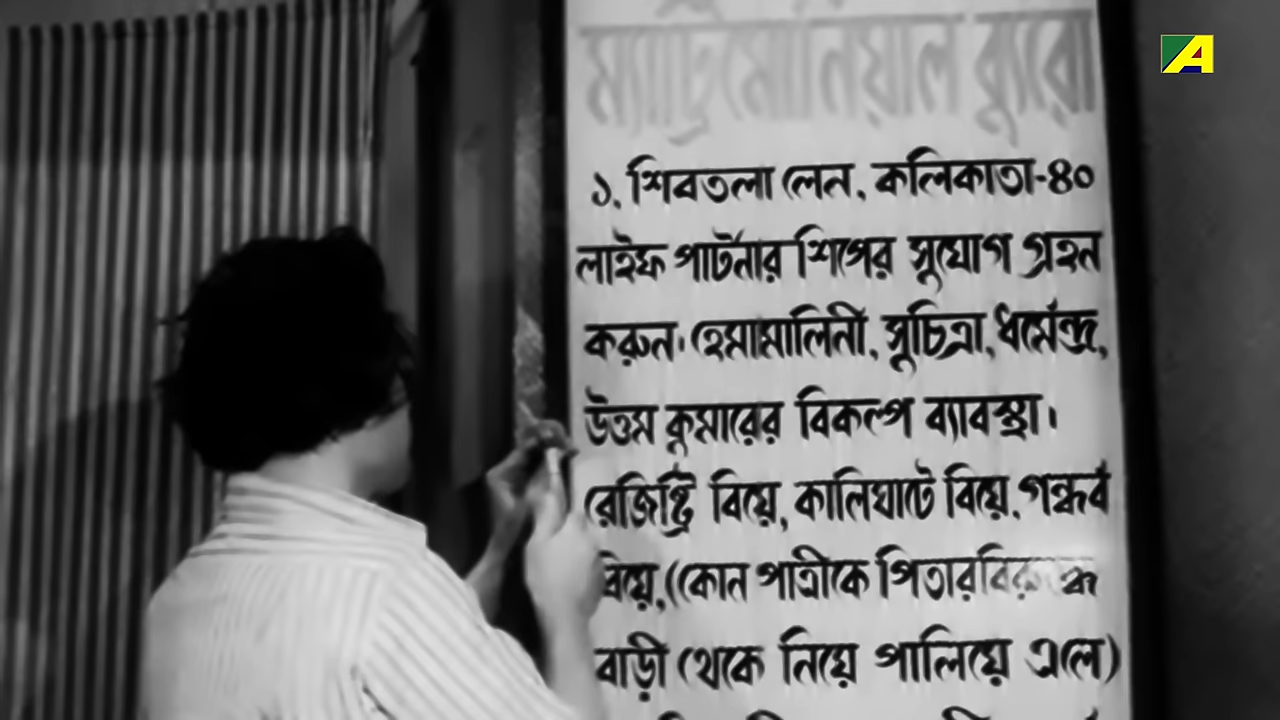 ম্যাট্রিমোনিয়াল ব্যুরো
১, শিবতলা লেন, কলিকাতা-৪০
লাইফ পার্টনার শিপের সুযোগ গ্রহন
করুন। হেমামালিনী, সুচিত্রা, ধর্মেন্দ্র,
উত্তম কুমারের বিকল্প ব্যাবস্থা।
রেজিষ্ট্রি বিয়ে, কালিঘাটে বিয়ে, গন্ধর্ব
বিয়ে, (কোন পাত্রীকে পিতার বিরুদ্ধে
বাড়ী থেকে নিয়ে পালিয়ে এলে)
A